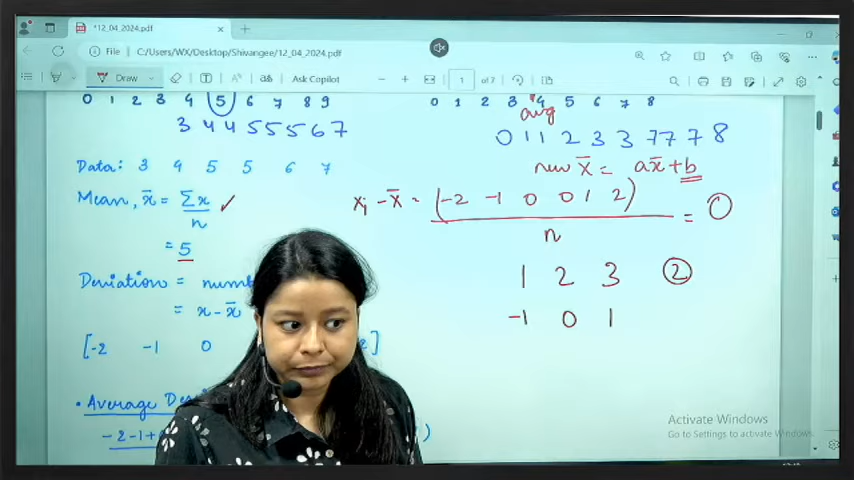 *12_04_2024.pdf
File C:/Users/WX/Desktop/Shivangee/12_04_2024.pdf
Draw Ask Copilot 1 of 7
0 1 2 3 4 5 6 7 8 9
0 1 2 3 4 5 6 7 8
avg
3 4 4 5 5 5 6 7
0 1 1 2 3 3 7 7 7 8
Data: 3 4 5 5 6 7
new x̄ = ax̄+b
Mean, x̄ = Σx/n ✓
xi - x̄ = (-2 -1 0 0 1 2)/n = 0
= 5
1 2 3 2
Deviation =
= x - x̄
-1 0 1
[-2 -1 0 ]
• Average
-2-1+ )
Activate Windows
Go to Settings to activate Windows.